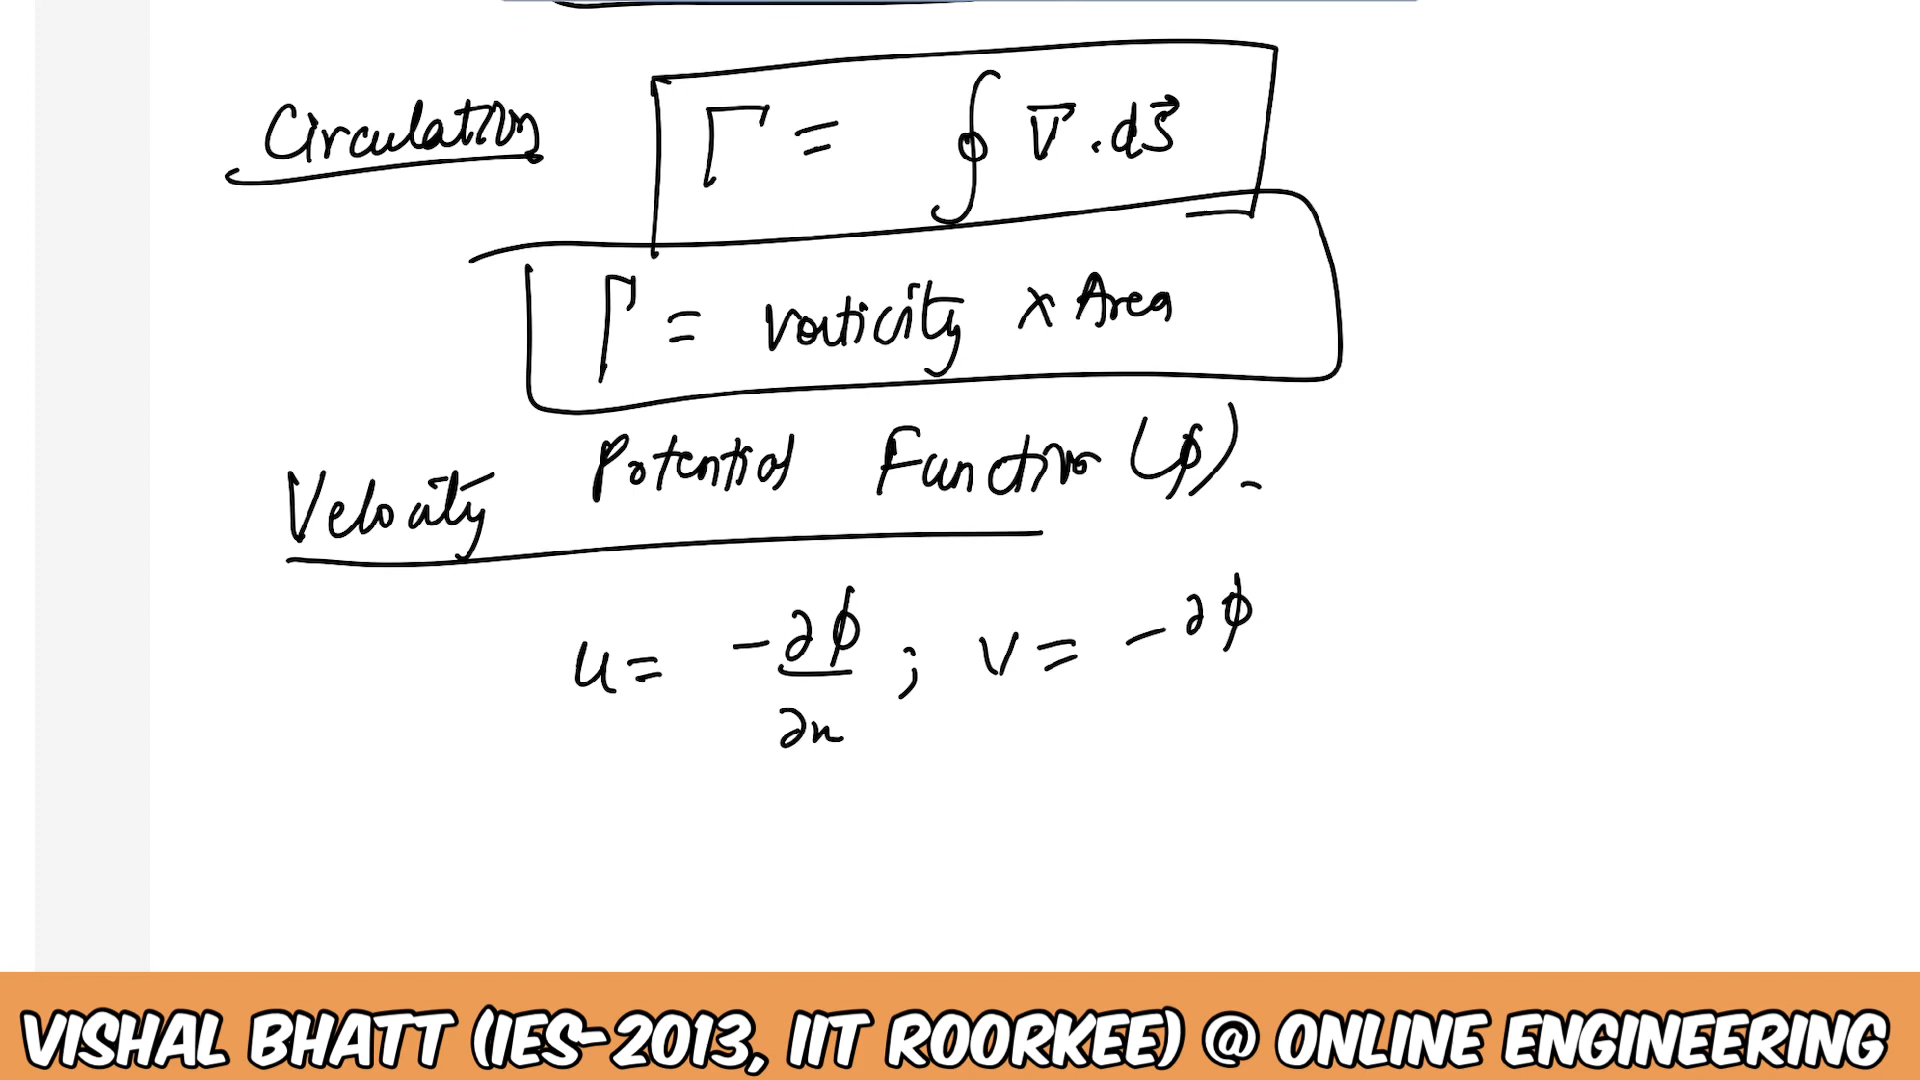 Circulation Γ = ∮ V⃗ . dS⃗
Γ = vorticity x Area
Velocity Potential Function (ϕ) -
u = -∂ϕ/∂x ; v = -∂ϕ
VISHAL BHATT (IES-2013, IIT ROORKEE) @ ONLINE ENGINEERING